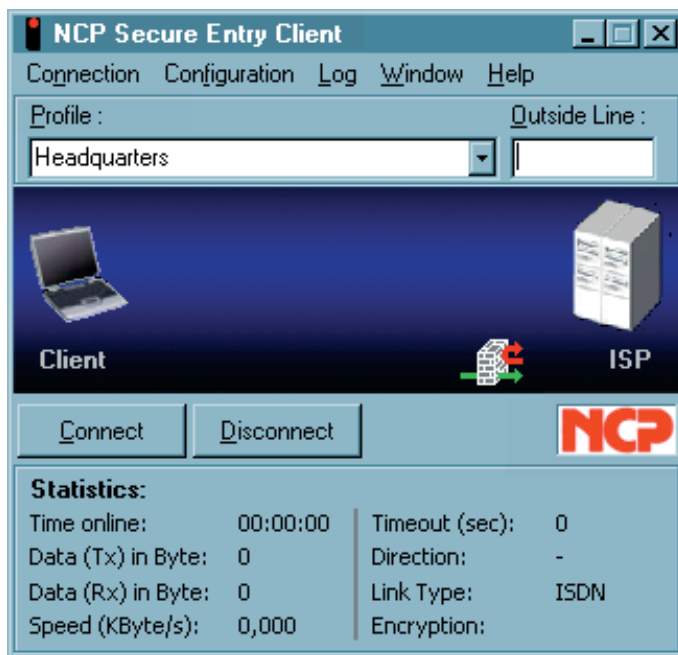 NCP Secure Entry Client
Connection Configuration Log Window Help
Profile : Outside Line :
Headquarters
Client ISP
Connect Disconnect NCP
Statistics:
Time online: 00:00:00 Timeout (sec): 0
Data (Tx) in Byte: 0 Direction: -
Data (Rx) in Byte: 0 Link Type: ISDN
Speed (KByte/s): 0,000 Encryption: